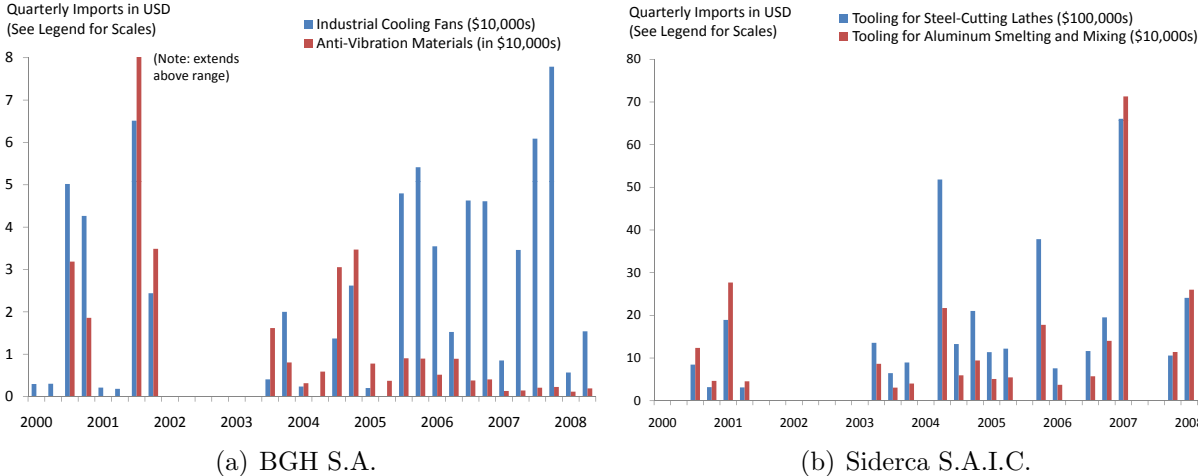 Quarterly Imports in USD
(See Legend for Scales)
Industrial Cooling Fans ($10,000s)
Anti-Vibration Materials (in $10,000s)
(Note: extends
above range)
8
7
6
5
4
3
2
1
0
2000 2001 2002 2003 2004 2005 2006 2007 2008
(a) BGH S.A.
Quarterly Imports in USD
(See Legend for Scales)
Tooling for Steel-Cutting Lathes ($100,000s)
Tooling for Aluminum Smelting and Mixing ($10,000s)
80
70
60
50
40
30
20
10
0
2000 2001 2002 2003 2004 2005 2006 2007 2008
(b) Siderca S.A.I.C.